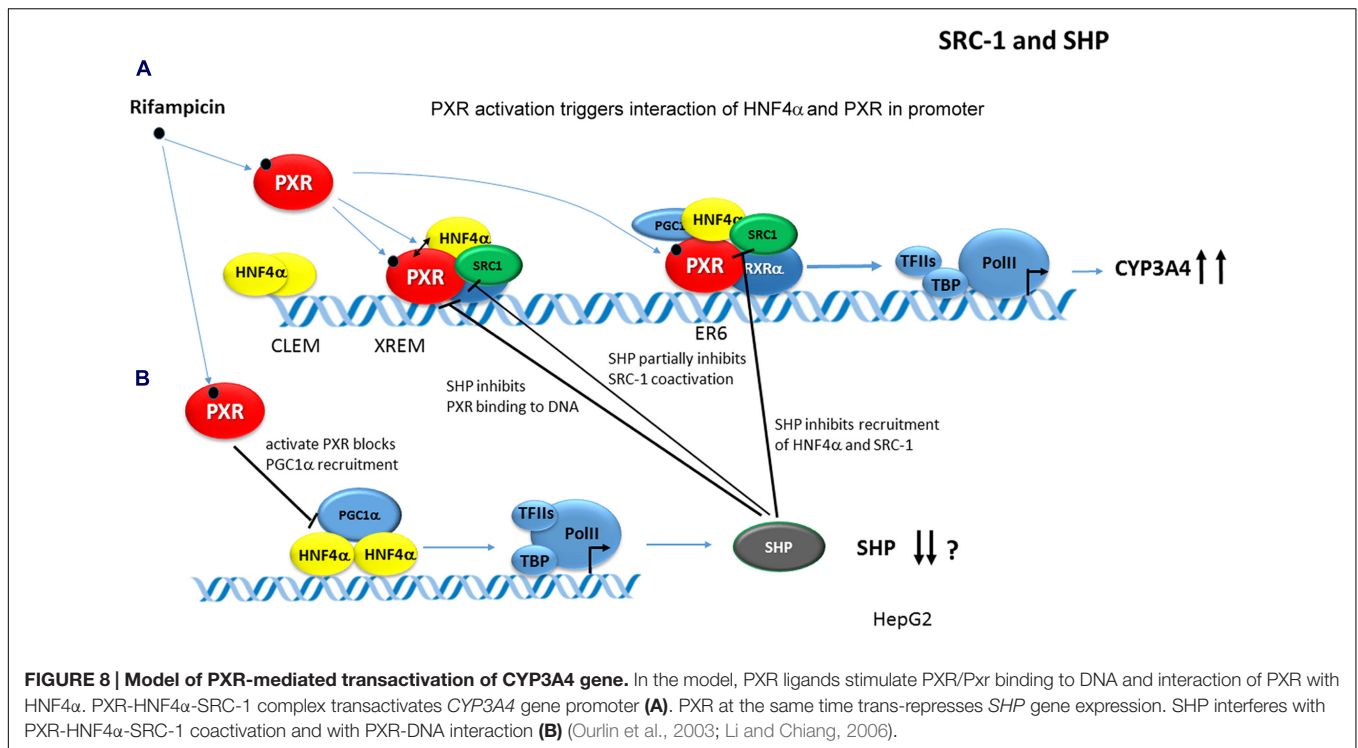 SRC-1 and SHP
A
Rifampicin
PXR activation triggers interaction of HNF4α and PXR in promoter
PXR
HNF4α
HNF4α
PXR
SRC1
PGC1
HNF4α
SRC1
PXR
RXRα
TFIIs
TBP
PolII
CYP3A4
CLEM
XREM
ER6
B
PXR
SHP inhibits
PXR binding to DNA
SHP partially inhibits
SRC-1 coactivation
SHP inhibits recruitment
of HNF4α and SRC-1
activate PXR blocks
PGC1α recruitment
PGC1α
HNF4α
HNF4α
TFIIs
TBP
PolII
SHP
SHP ?
HepG2
FIGURE 8 | Model of PXR-mediated transactivation of CYP3A4 gene. In the model, PXR ligands stimulate PXR/Pxr binding to DNA and interaction of PXR with
HNF4α. PXR-HNF4α-SRC-1 complex transactivates CYP3A4 gene promoter (A). PXR at the same time trans-represses SHP gene expression. SHP interferes with
PXR-HNF4α-SRC-1 coactivation and with PXR-DNA interaction (B) (Ourlin et al., 2003; Li and Chiang, 2006).